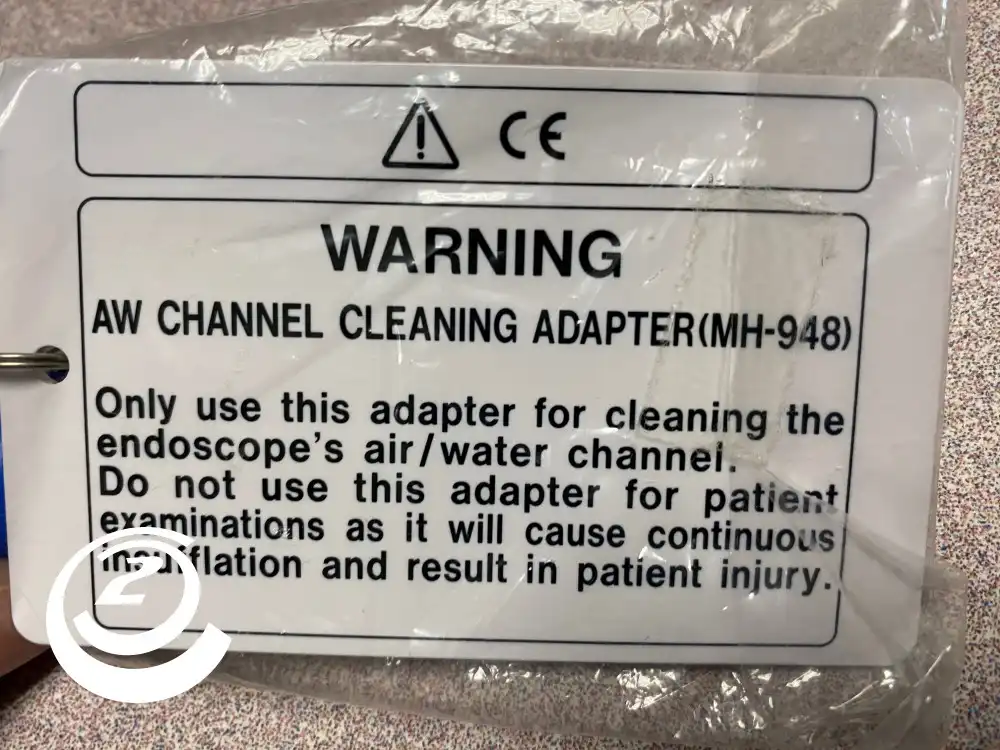 CE
WARNING
AW CHANNEL CLEANING ADAPTER(MH-948)
Only use this adapter for cleaning the
endoscope's air/water channel.
Do not use this adapter for patient
examinations as it will cause continuous
insufflation and result in patient injury.
2